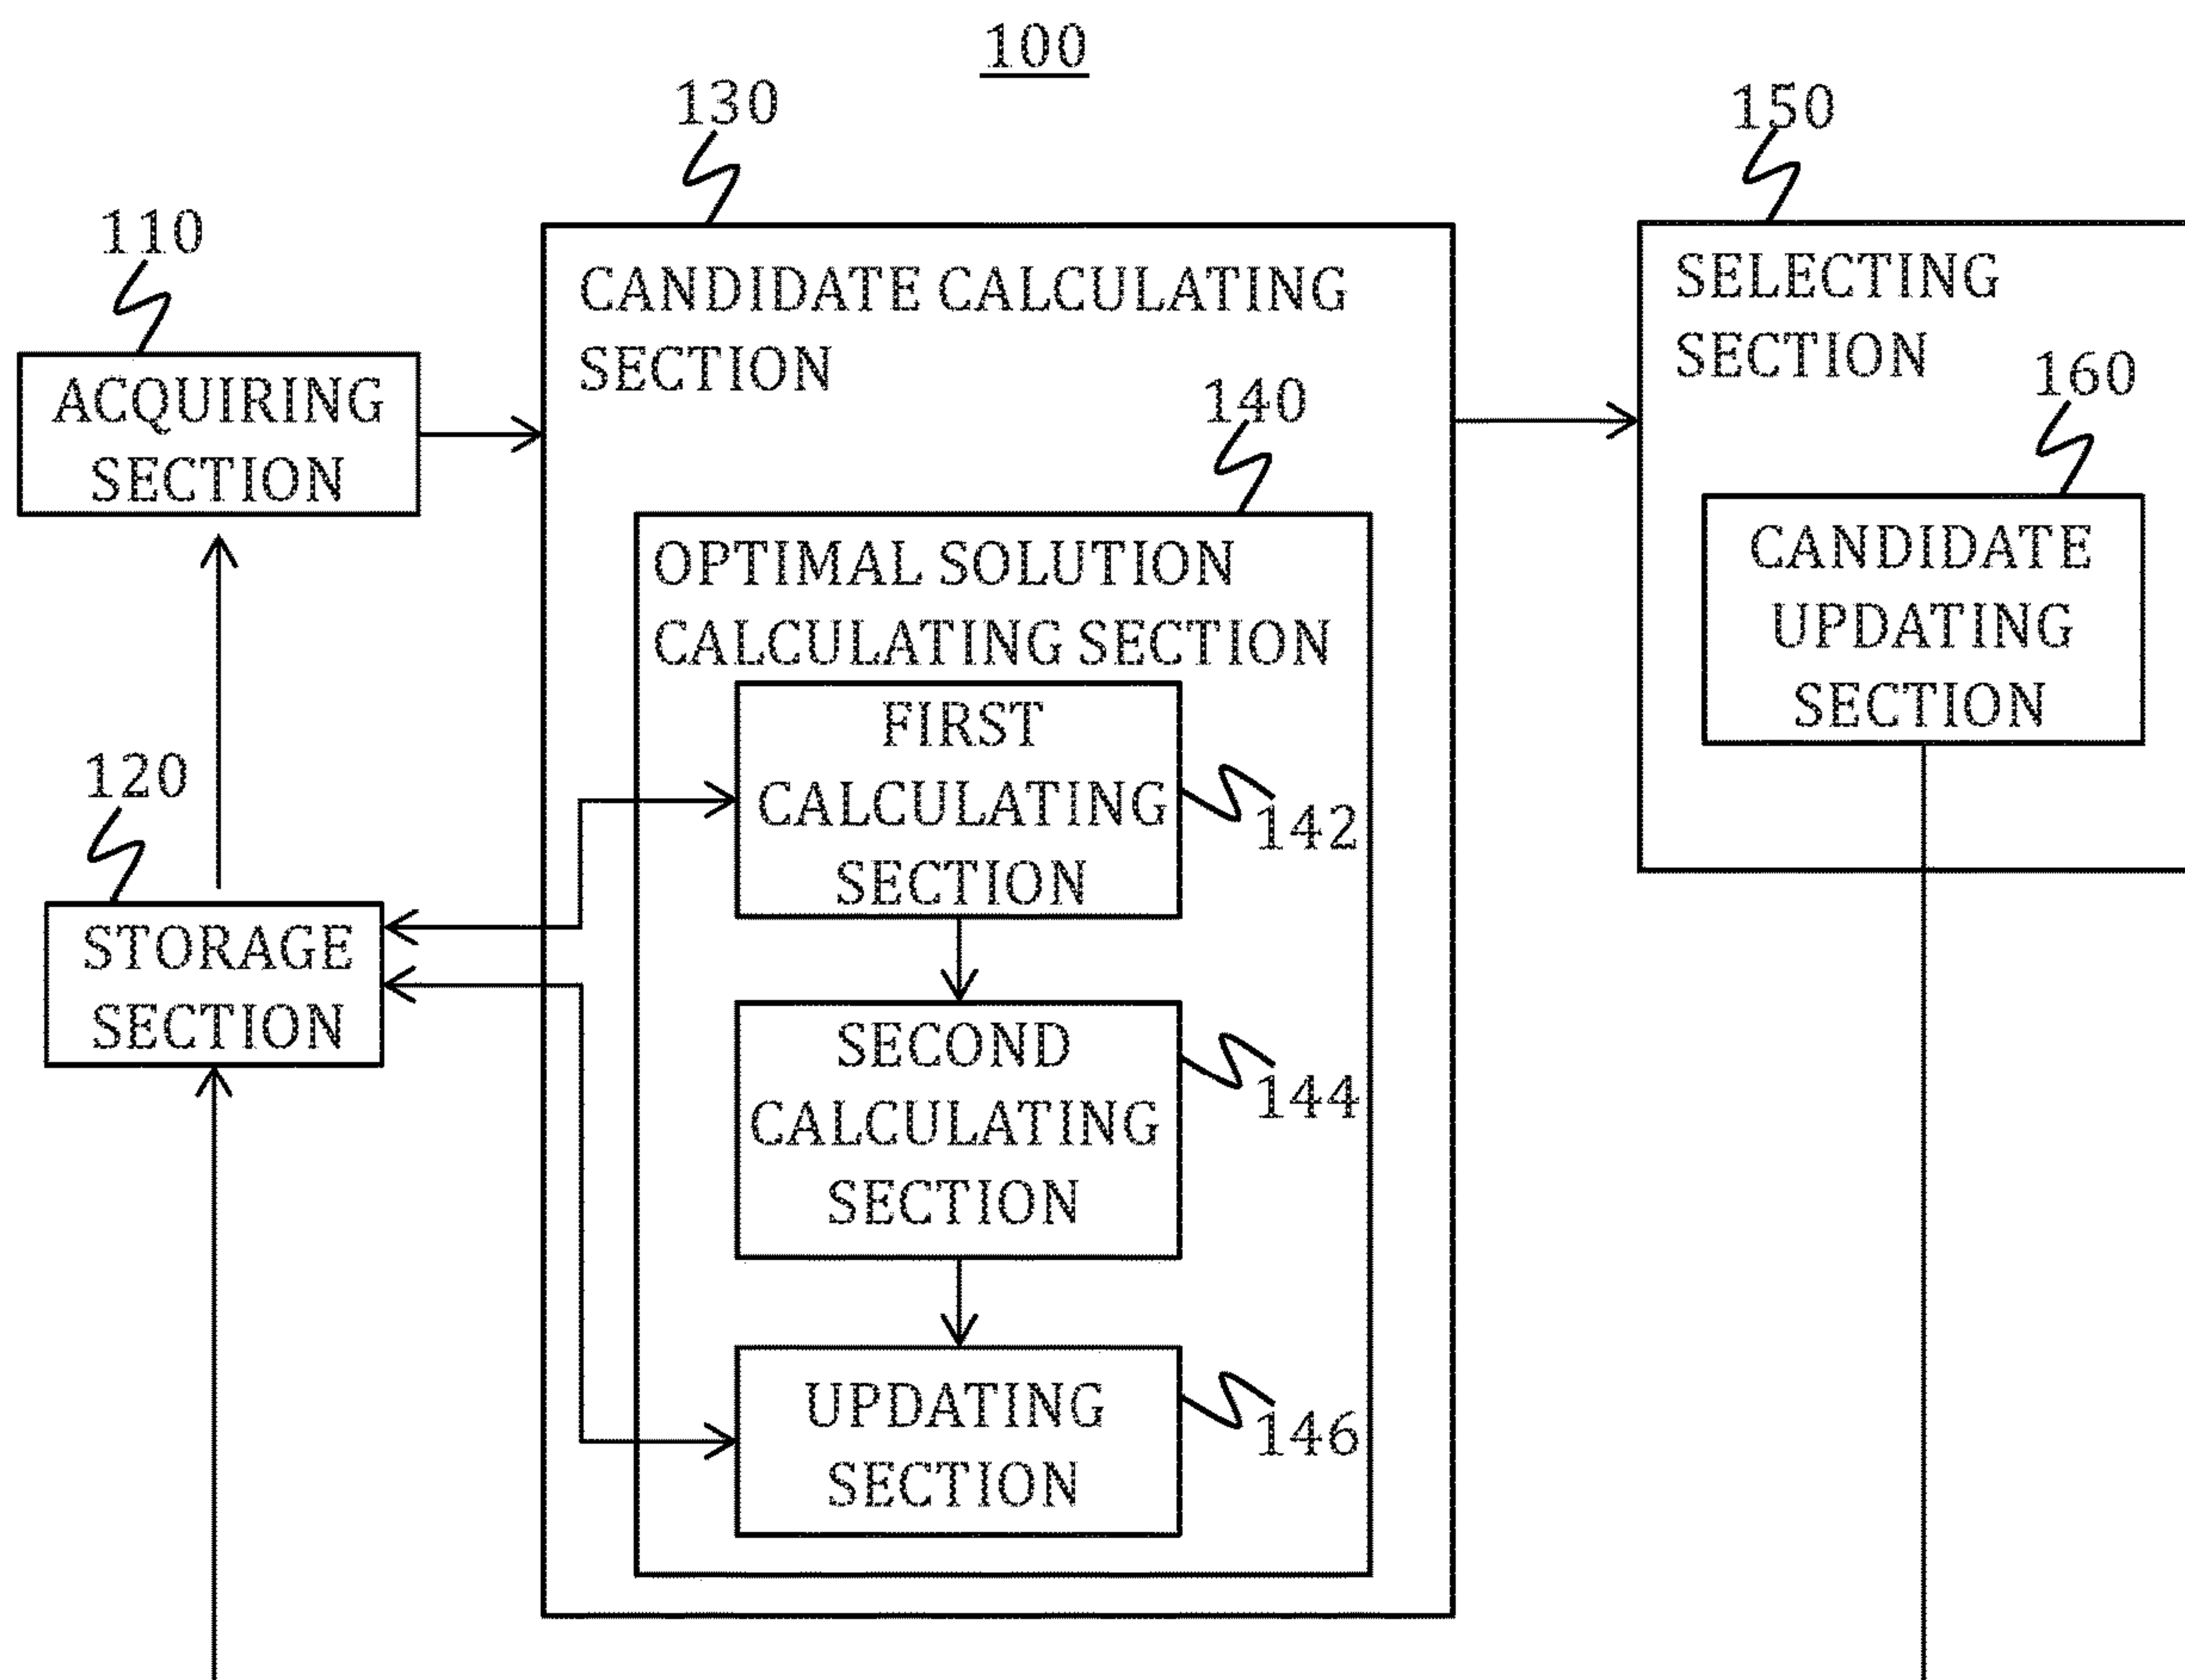 100
130
150
110
CANDIDATE CALCULATING
SECTION
SELECTING
SECTION
160
ACQUIRING
SECTION
140
OPTIMAL SOLUTION
CALCULATING SECTION
CANDIDATE
UPDATING
SECTION
FIRST
CALCULATING
SECTION
142
120
STORAGE
SECTION
SECOND
CALCULATING
SECTION
144
UPDATING
SECTION
146